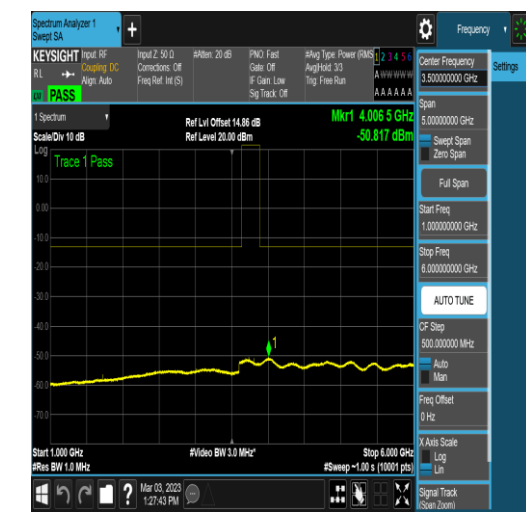 Spectrum Analyzer 1
Swept SA
+
Frequency
KEYSIGHT
RL
PASS
Input: RF
Coupling: DC
Align: Auto
Input Z: 50 Ω
Corrections: Off
Freq Ref: Int (S)
#Atten: 20 dB
PNO: Fast
Gate: Off
IF Gain: Low
Sig Track: Off
#Avg Type: Power (RMS
Avg|Hold: 3/3
Trig: Free Run
1 2 3 4 5 6
A W W W W W
A A A A A A
1 Spectrum
Scale/Div 10 dB
Ref Lvl Offset 14.86 dB
Ref Level 20.00 dBm
Mkr1 4.006 5 GHz
-50.817 dBm
Log
Trace 1 Pass
10.0
0.00
-10.0
-20.0
-30.0
-40.0
-50.0
-60.0
-70.0
1
Start 1.000 GHz
#Res BW 1.0 MHz
#Video BW 3.0 MHz*
Stop 6.000 GHz
#Sweep ~1.00 s (10001 pts)
?
Mar 03, 2023
1:27:43 PM
Center Frequency
3.500000000 GHz
Settings
Span
5.00000000 GHz
Swept Span
Zero Span
Full Span
Start Freq
1.000000000 GHz
Stop Freq
6.000000000 GHz
AUTO TUNE
CF Step
500.000000 MHz
Auto
Man
Freq Offset
0 Hz
X Axis Scale
Log
Lin
Signal Track
(Span Zoom)